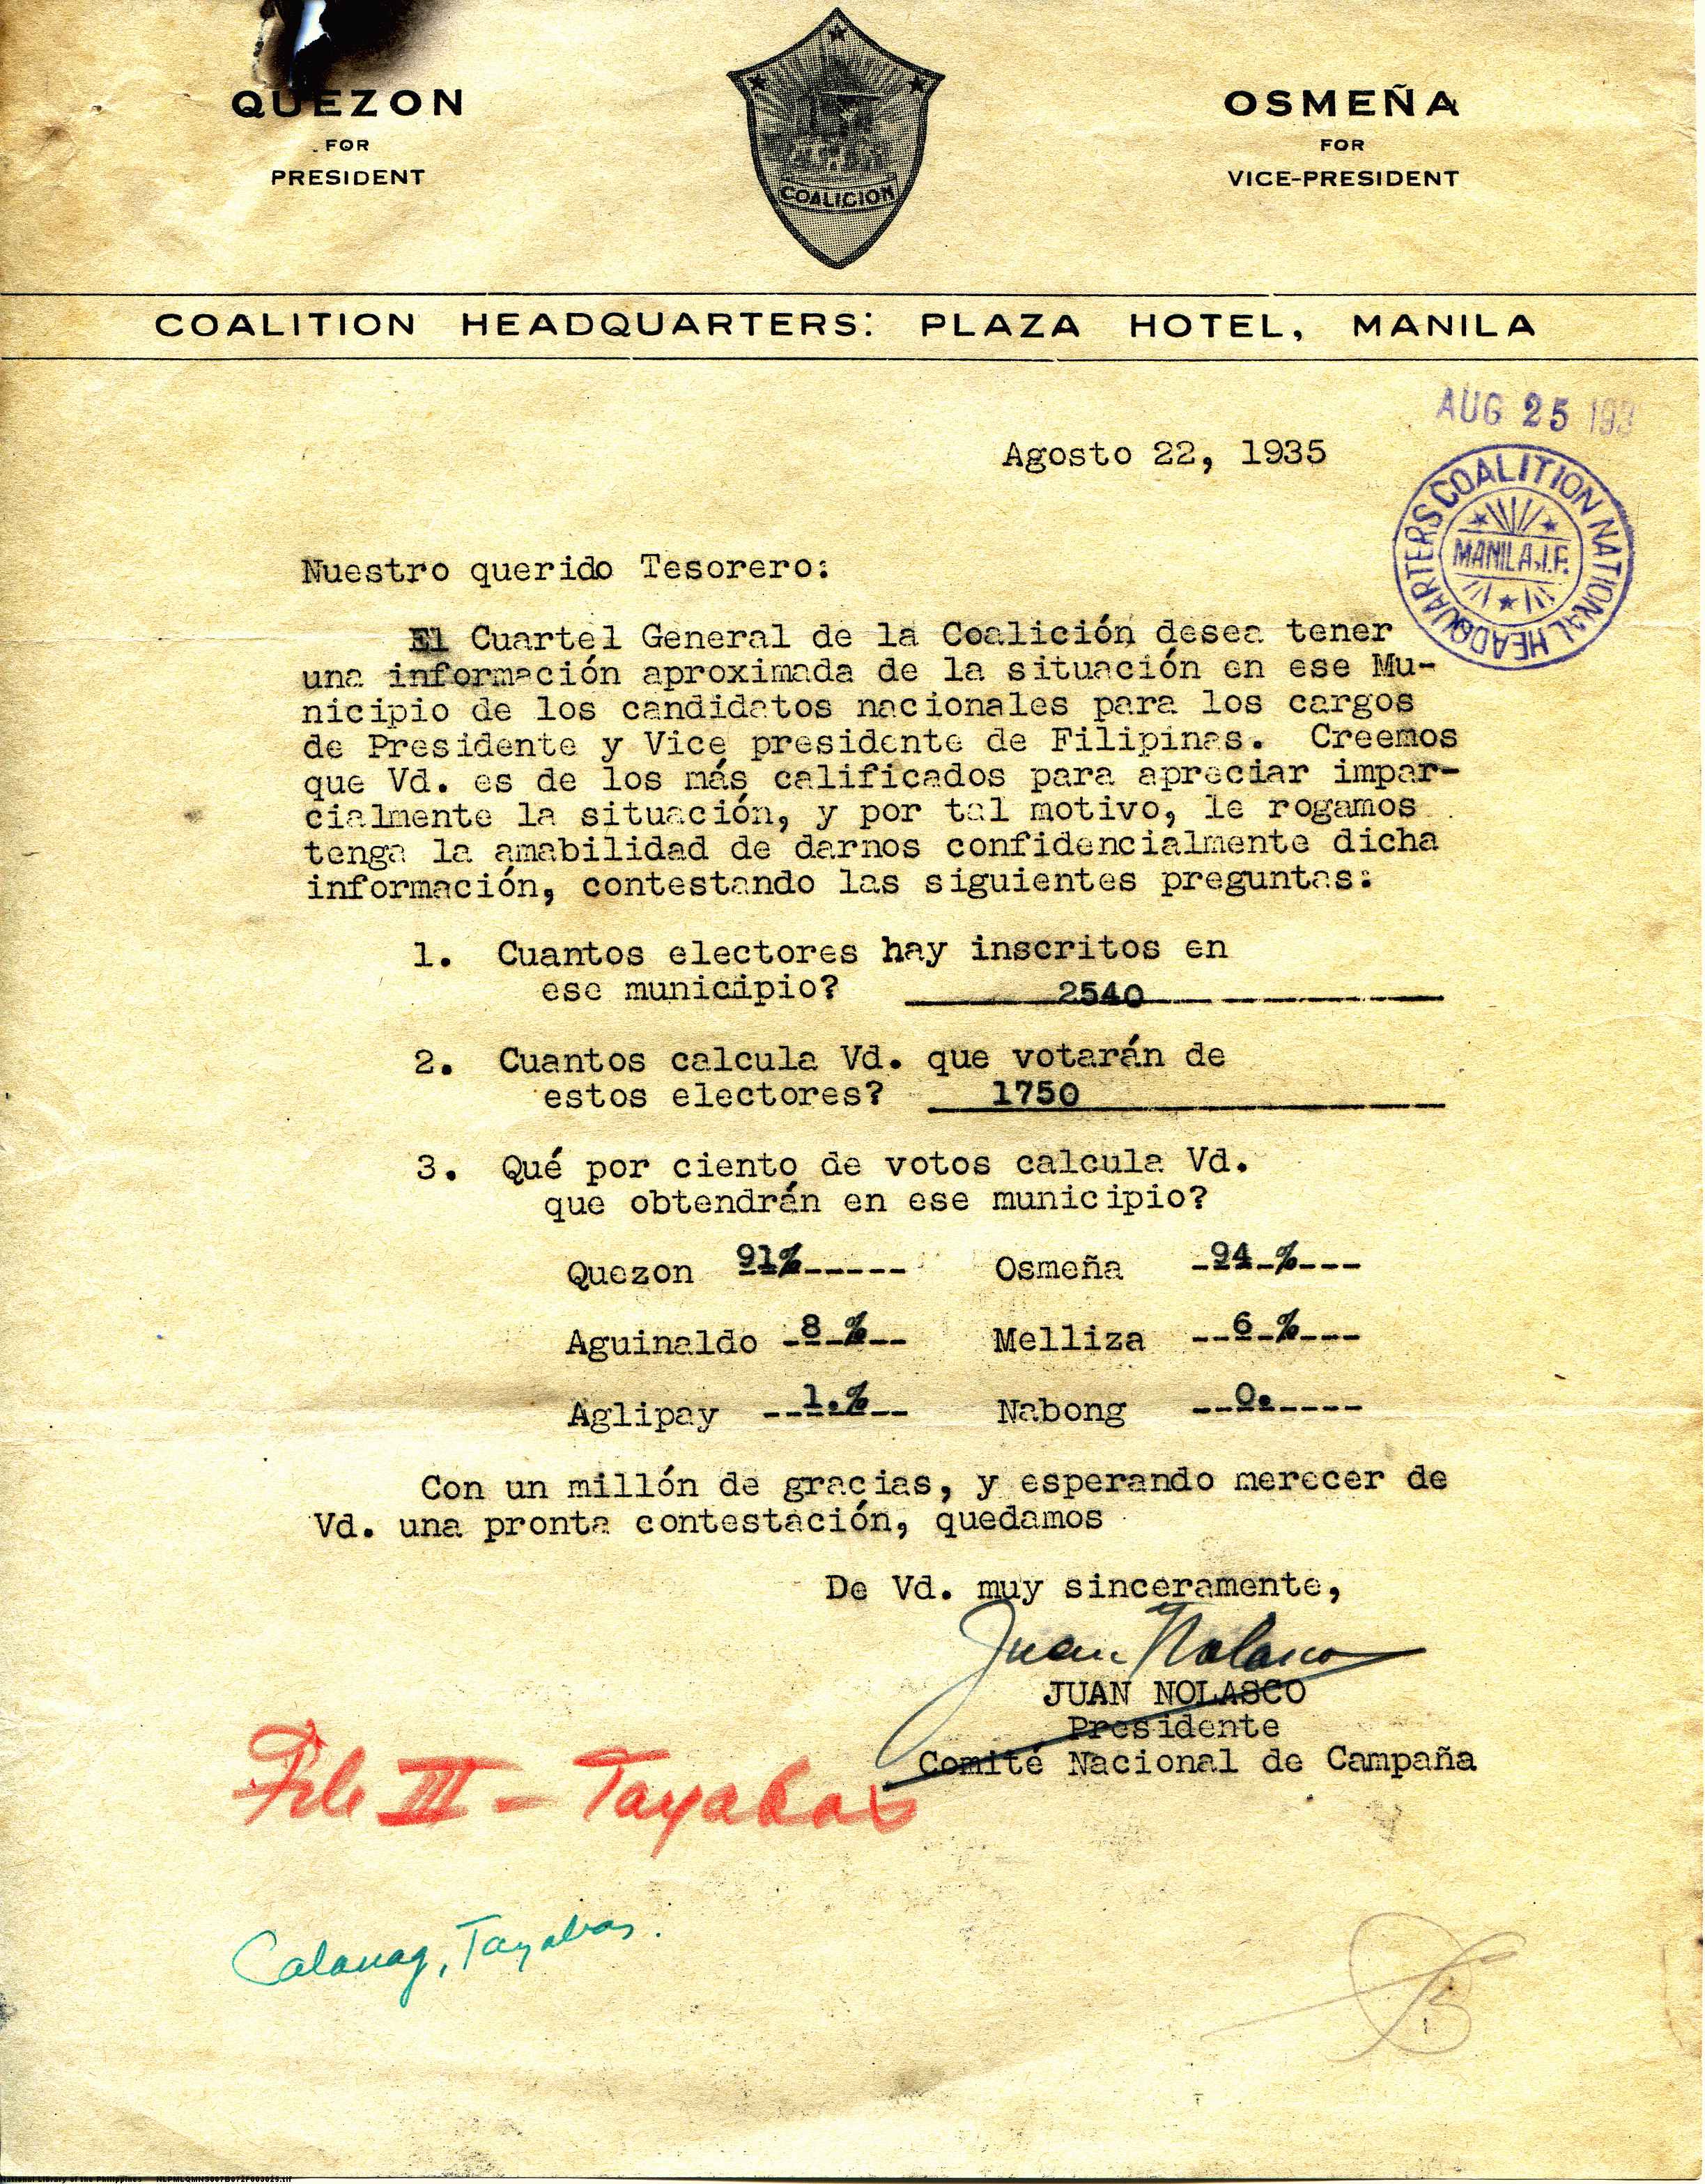 QUEZON
FOR
PRESIDENT
COALICION
OSMEÑA
FOR
VICE-PRESIDENT
COALITION HEADQUARTERS: PLAZA HOTEL, MANILA
AUG 25 193
Agosto 22, 1935
COALITION NATIONAL HEADQUARTERS
MANILA.I.F.
Nuestro querido Tesorero:
El Cuartel General de la Coalición desea tener
una información aproximada de la situación en ese Mu-
nicipio de los candidatos nacionales para los cargos
de Presidente y Vice presidente de Filipinas. Creemos
que Vd. es de los más calificados para apreciar impar-
cialmente la situación, y por tal motivo, le rogamos
tenga la amabilidad de darnos confidencialmente dicha
información, contestando las siguientes preguntas:
1. Cuantos electores hay inscritos en
ese municipio? 2540
2. Cuantos calcula Vd. que votarán de
estos electores? 1750
3. Qué por ciento de votos calcula Vd.
que obtendrán en ese municipio?
Quezon 91% Osmeña 94 %
Aguinaldo 8 % Melliza 6 %
Aglipay 1.% Nabong 0.
Con un millón de gracias, y esperando merecer de
Vd. una pronta contestación, quedamos
De Vd. muy sinceramente,
Juan Nolasco
JUAN NOLASCO
Presidente
Comité Nacional de Campaña
File III - Tayabas
Calauag, Tayabas.